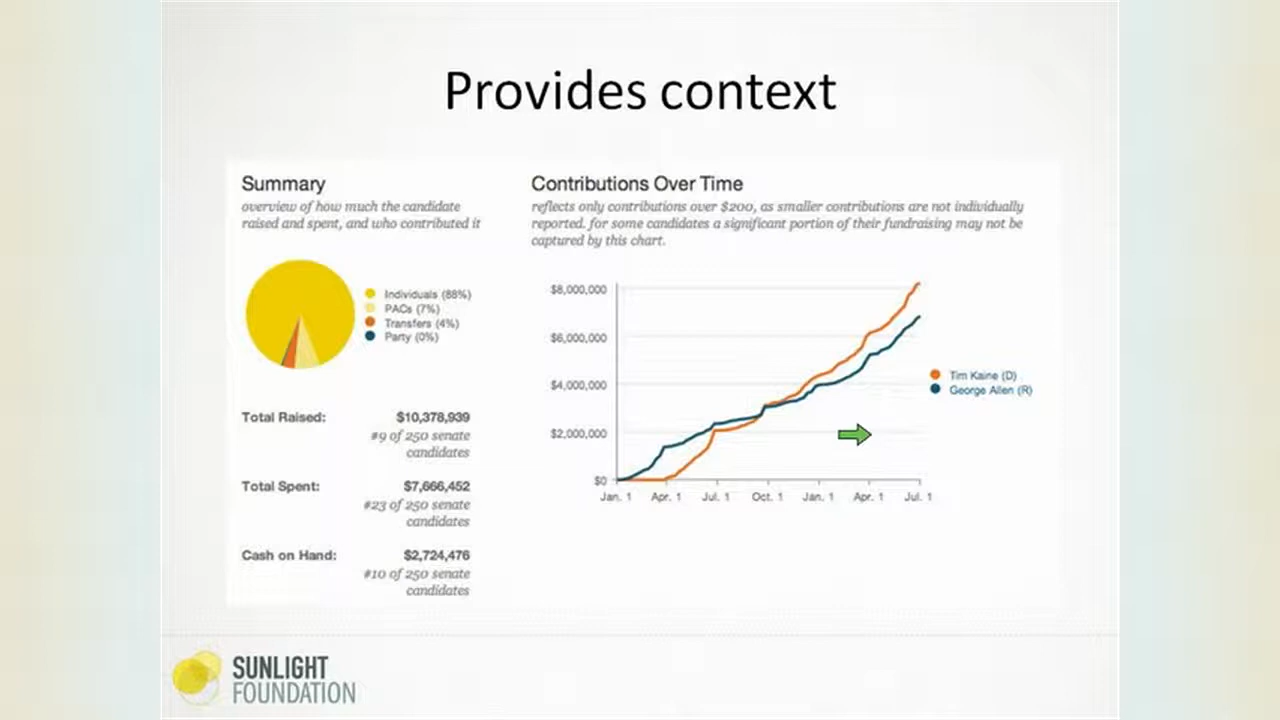 Provides context
Summary
overview of how much the candidate
raised and spent, and who contributed it
Individuals (88%)
PACs (7%)
Transfers (4%)
Party (0%)
Total Raised: $10,378,939
#9 of 250 senate
candidates
Total Spent: $7,666,452
#23 of 250 senate
candidates
Cash on Hand: $2,724,476
#10 of 250 senate
candidates
Contributions Over Time
reflects only contributions over $200, as smaller contributions are not individually
reported. for some candidates a significant portion of their fundraising may not be
captured by this chart.
$8,000,000
$6,000,000
$4,000,000
$2,000,000
$0
Jan. 1 Apr. 1 Jul. 1 Oct. 1 Jan. 1 Apr. 1 Jul. 1
Tim Kaine (D)
George Allen (R)
SUNLIGHT
FOUNDATION